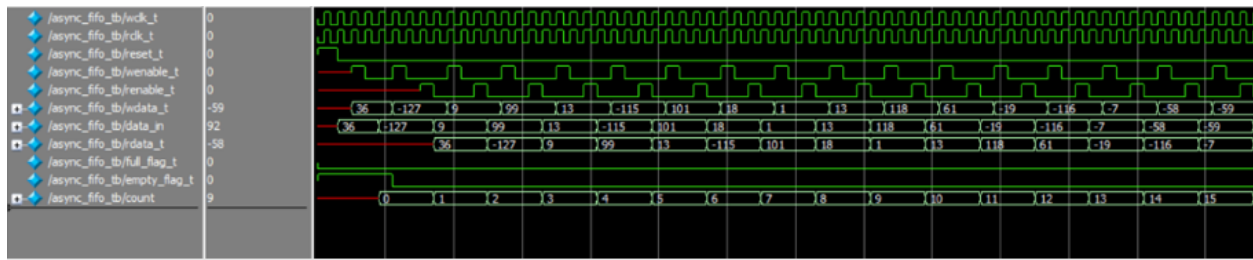 /async_fifo_tb/wclk_t 0
/async_fifo_tb/rclk_t 0
/async_fifo_tb/reset_t 0
/async_fifo_tb/wenable_t 0
/async_fifo_tb/renable_t 0
/async_fifo_tb/wdata_t -59 36 -127 9 99 13 -115 101 18 1 13 118 61 -19 -116 -7 -58 -59
/async_fifo_tb/data_in 92 36 -127 9 99 13 -115 101 18 1 13 118 61 -19 -116 -7 -58 -59
/async_fifo_tb/rdata_t -58 36 -127 9 99 13 -115 101 18 1 13 118 61 -19 -116 -7
/async_fifo_tb/full_flag_t 0
/async_fifo_tb/empty_flag_t 0
/async_fifo_tb/count 9 0 1 2 3 4 5 6 7 8 9 10 11 12 13 14 15